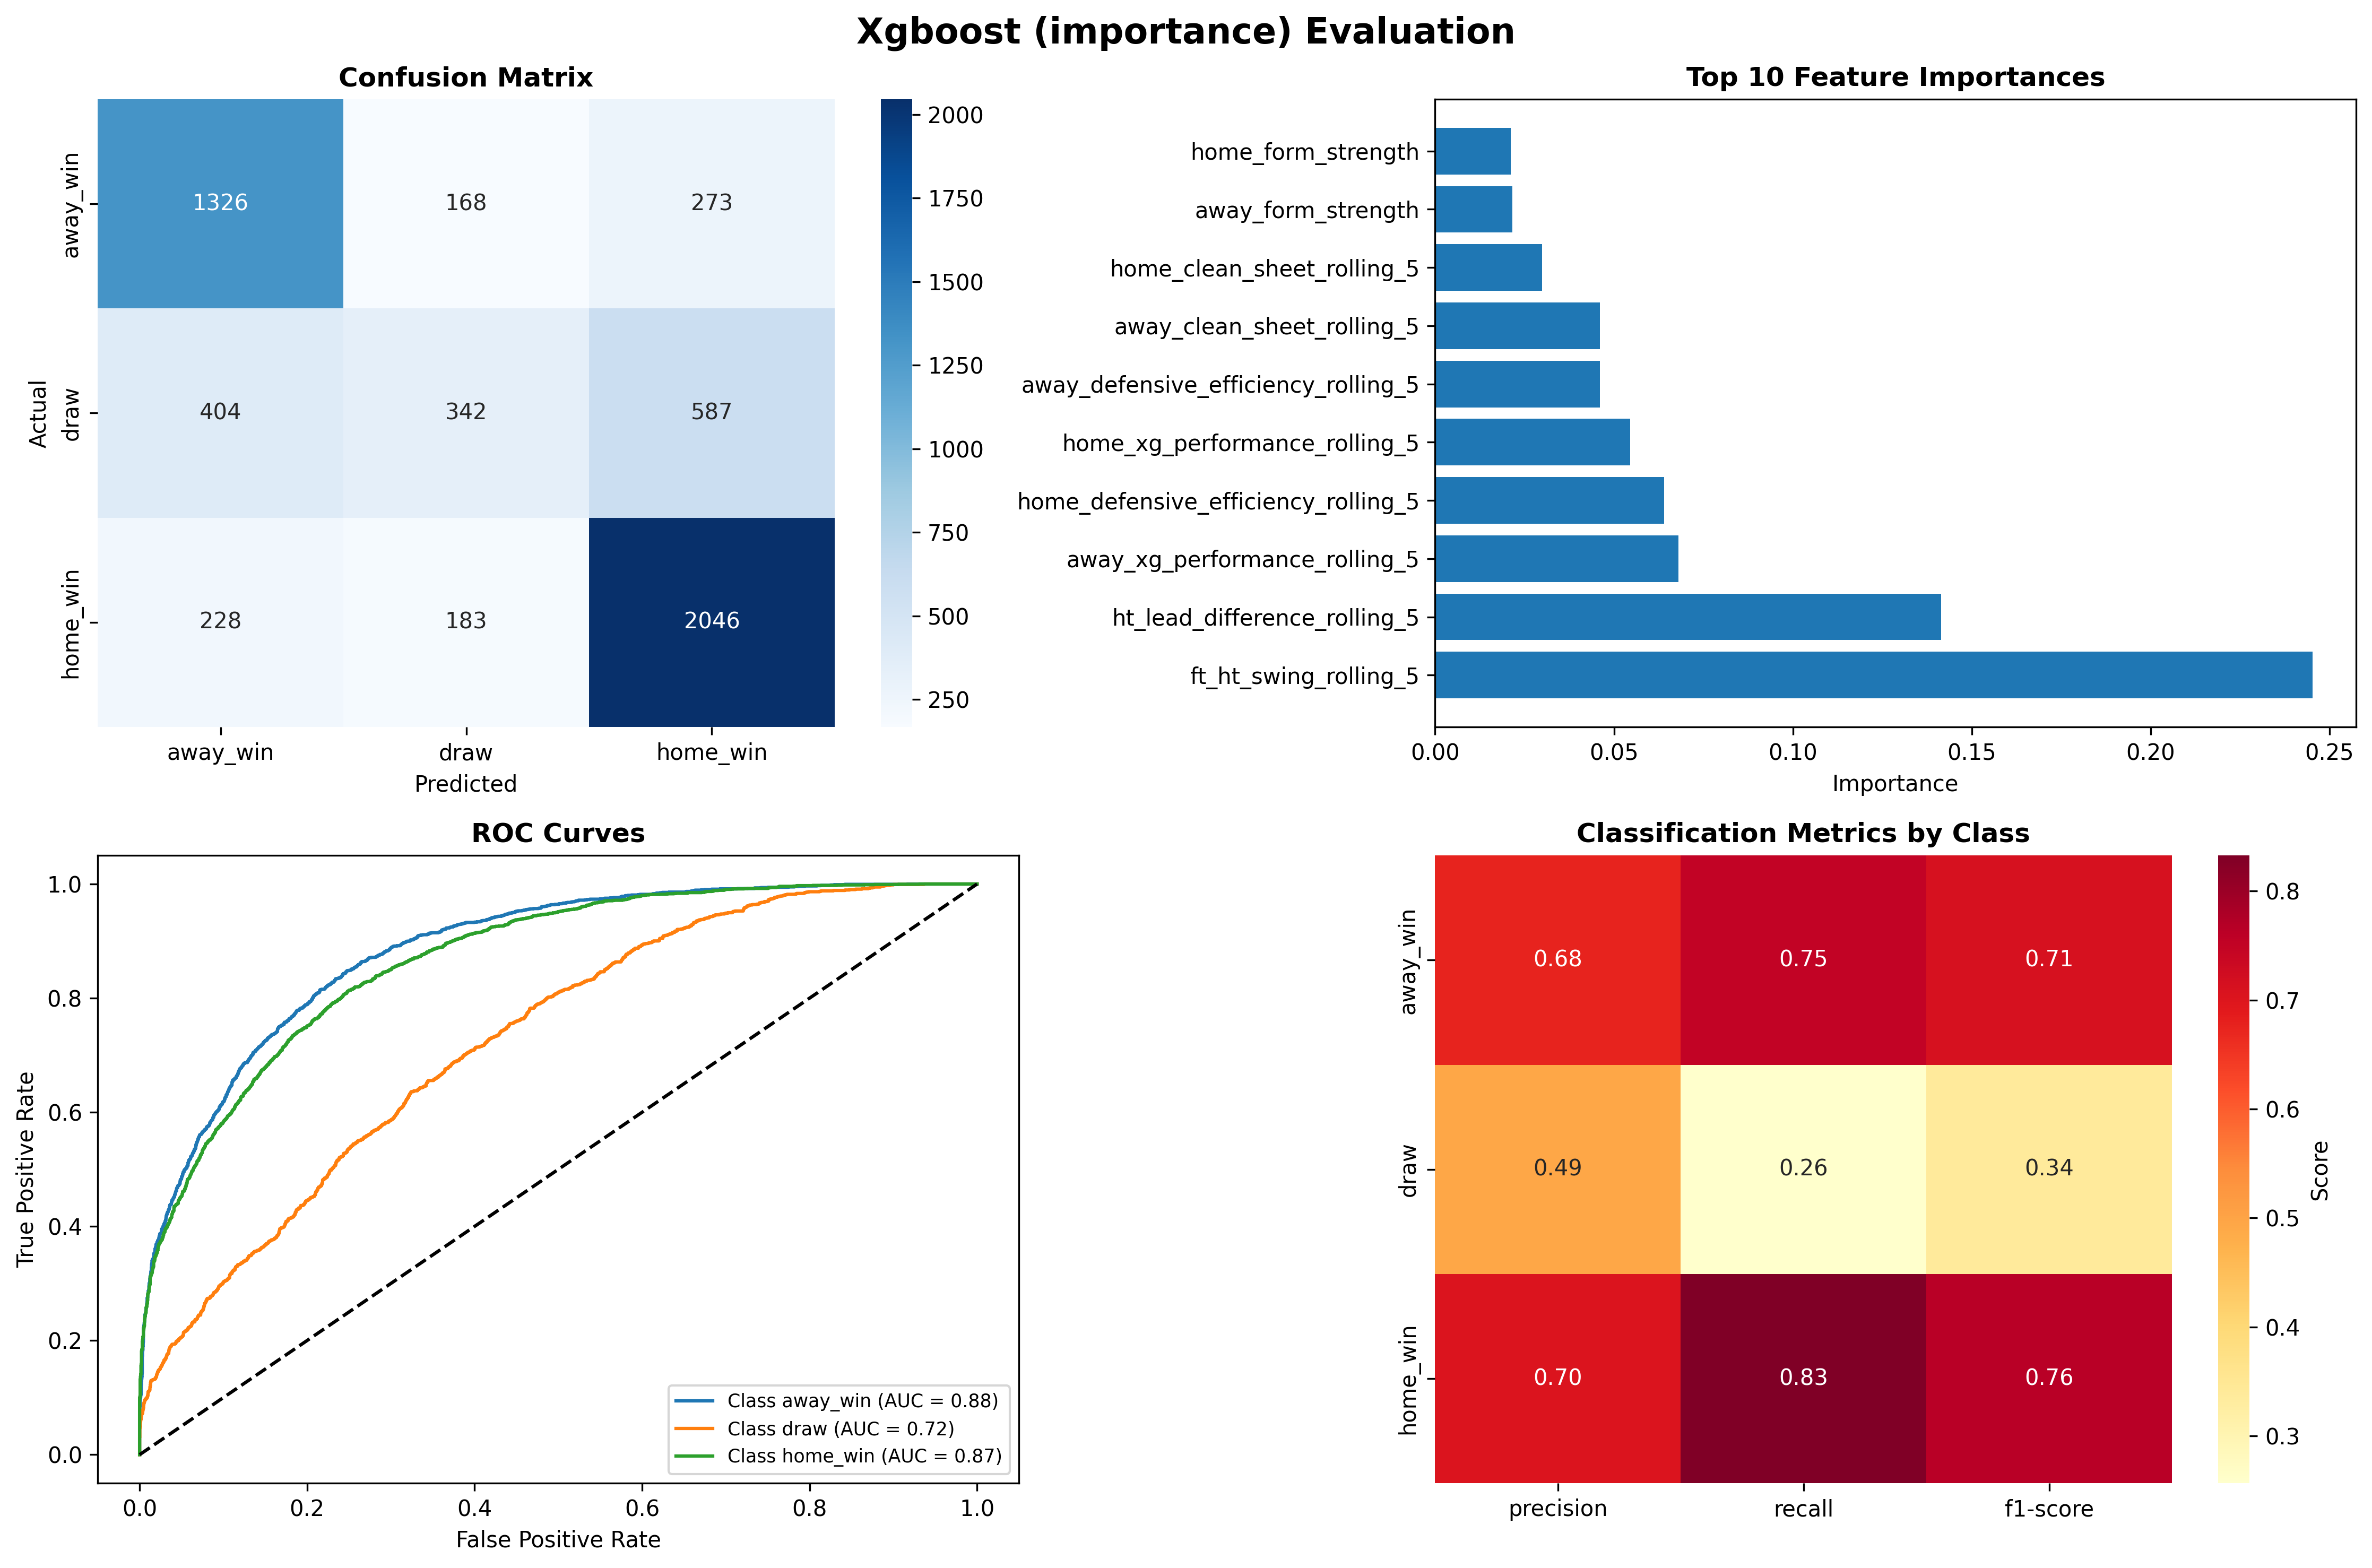 Xgboost (importance) Evaluation
Confusion Matrix
Actual
away_win
draw
home_win
1326 168 273
404 342 587
228 183 2046
away_win draw home_win
Predicted
2000
1750
1500
1250
1000
750
500
250
Top 10 Feature Importances
home_form_strength
away_form_strength
home_clean_sheet_rolling_5
away_clean_sheet_rolling_5
away_defensive_efficiency_rolling_5
home_xg_performance_rolling_5
home_defensive_efficiency_rolling_5
away_xg_performance_rolling_5
ht_lead_difference_rolling_5
ft_ht_swing_rolling_5
0.00 0.05 0.10 0.15 0.20 0.25
Importance
ROC Curves
True Positive Rate
1.0
0.8
0.6
0.4
0.2
0.0
Class away_win (AUC = 0.88)
Class draw (AUC = 0.72)
Class home_win (AUC = 0.87)
0.0 0.2 0.4 0.6 0.8 1.0
False Positive Rate
Classification Metrics by Class
away_win
draw
home_win
0.68 0.75 0.71
0.49 0.26 0.34
0.70 0.83 0.76
precision recall f1-score
0.8
0.7
0.6
0.5
0.4
0.3
Score